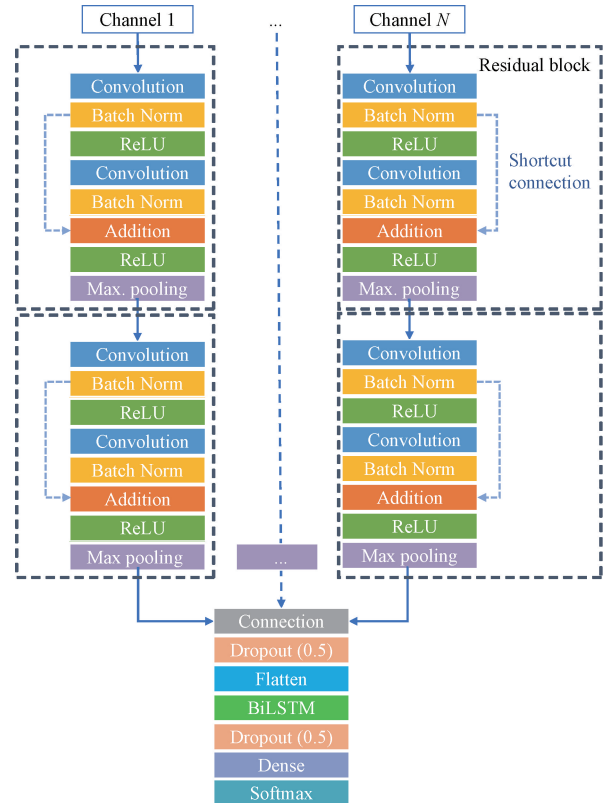 Channel 1
...
Channel N
Residual block
Convolution
Batch Norm
ReLU
Convolution
Batch Norm
Addition
ReLU
Max. pooling
Convolution
Batch Norm
ReLU
Convolution
Batch Norm
Addition
ReLU
Max. pooling
Shortcut
connection
Convolution
Batch Norm
ReLU
Convolution
Batch Norm
Addition
ReLU
Max pooling
...
Convolution
Batch Norm
ReLU
Convolution
Batch Norm
Addition
ReLU
Max pooling
Connection
Dropout (0.5)
Flatten
BiLSTM
Dropout (0.5)
Dense
Softmax